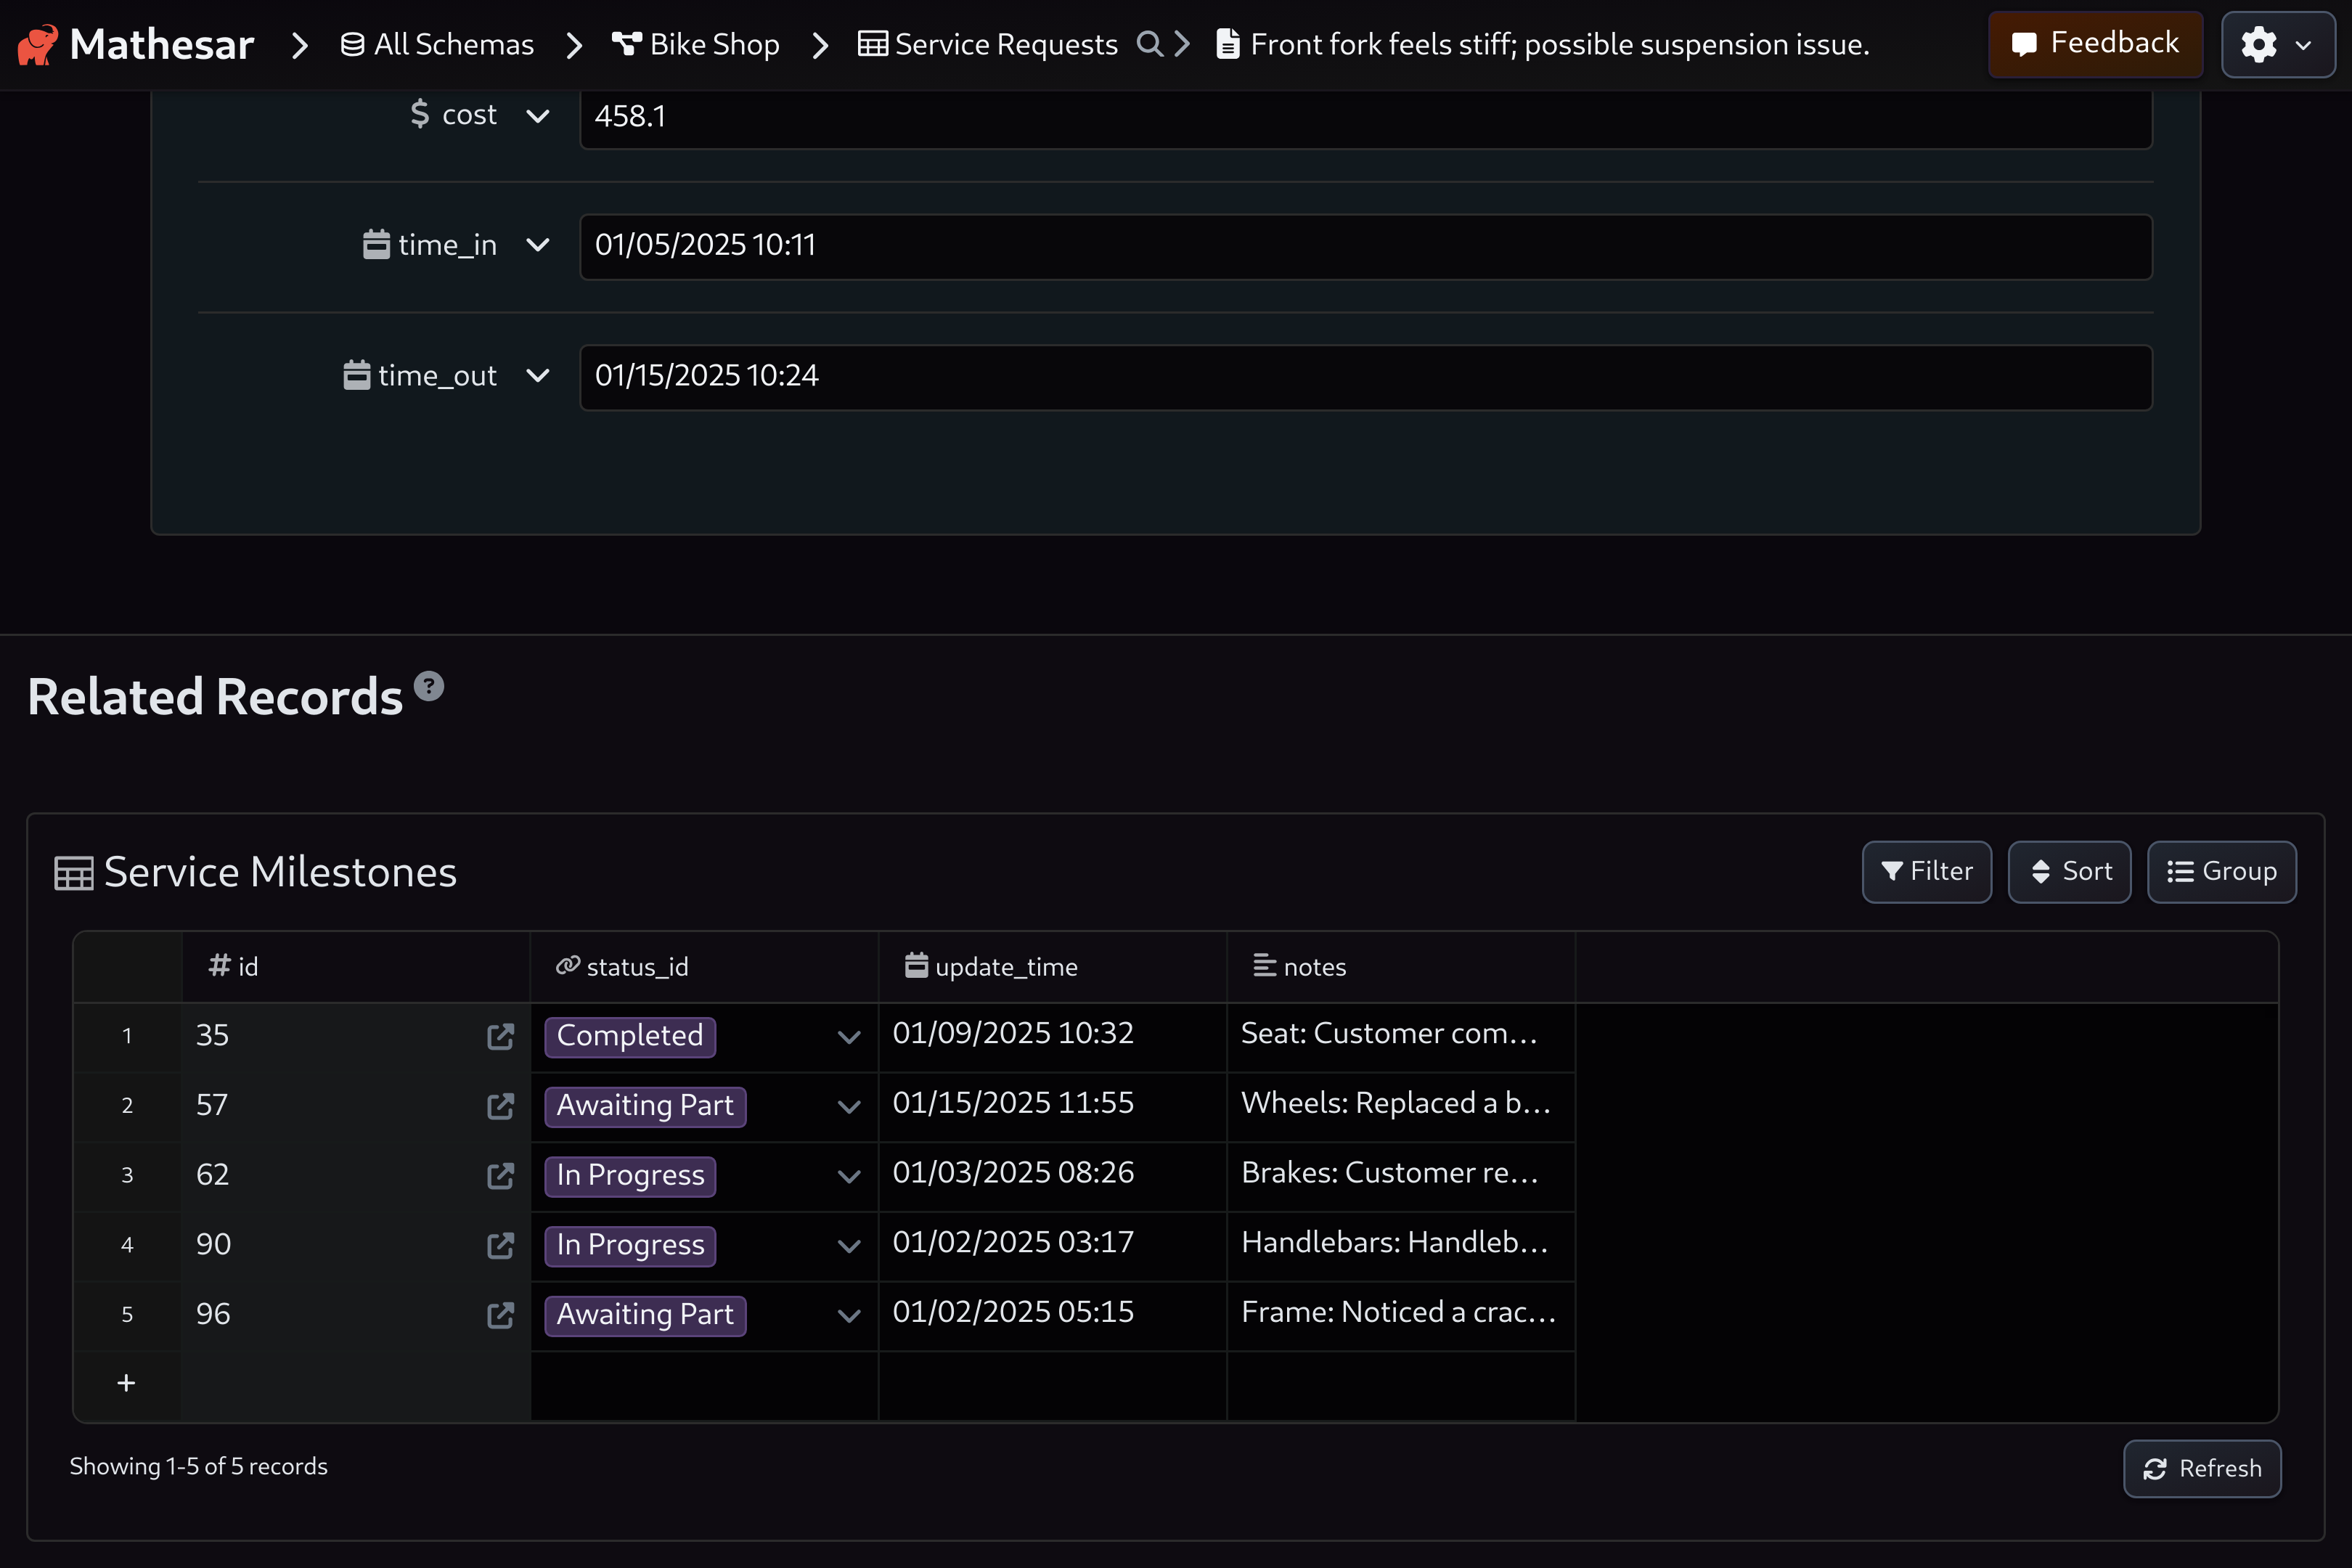 Mathesar All Schemas Bike Shop Service Requests Front fork feels stiff; possible suspension issue. Feedback
$ cost 458.1
time_in 01/05/2025 10:11
time_out 01/15/2025 10:24
Related Records ?
Service Milestones Filter Sort Group
# id status_id update_time notes
1 35 Completed 01/09/2025 10:32 Seat: Customer com...
2 57 Awaiting Part 01/15/2025 11:55 Wheels: Replaced a b...
3 62 In Progress 01/03/2025 08:26 Brakes: Customer re...
4 90 In Progress 01/02/2025 03:17 Handlebars: Handleb...
5 96 Awaiting Part 01/02/2025 05:15 Frame: Noticed a crac...
+
Showing 1-5 of 5 records Refresh